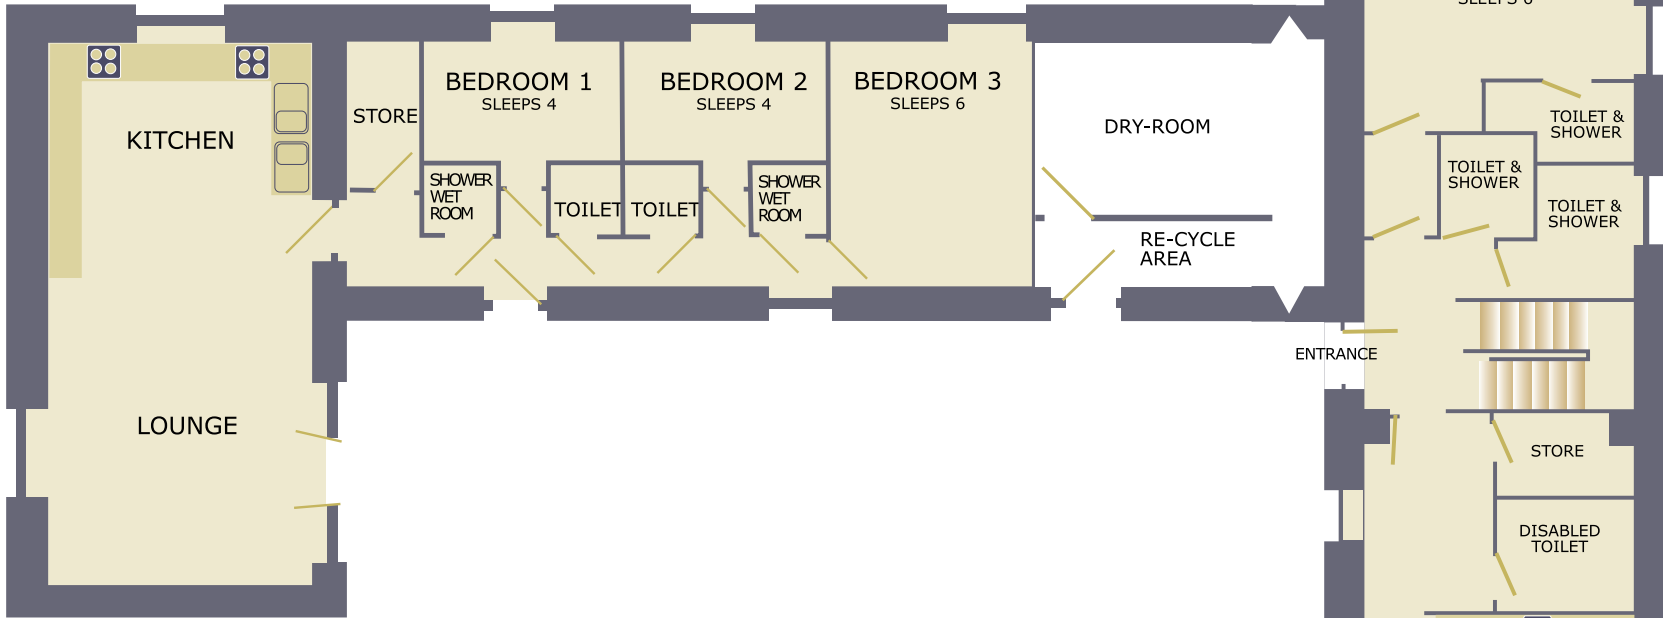 SLEEPS 6
KITCHEN
STORE
BEDROOM 1
SLEEPS 4
BEDROOM 2
SLEEPS 4
BEDROOM 3
SLEEPS 6
DRY-ROOM
SHOWER
WET
ROOM
TOILET
TOILET
SHOWER
WET
ROOM
RE-CYCLE
AREA
TOILET &
SHOWER
TOILET &
SHOWER
TOILET &
SHOWER
ENTRANCE
LOUNGE
STORE
DISABLED
TOILET